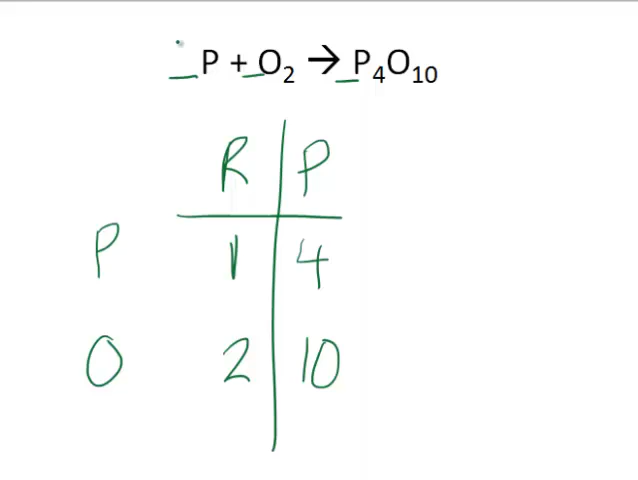 _P + _O₂ → _P₄O₁₀
R P
P 1 4
O 2 10